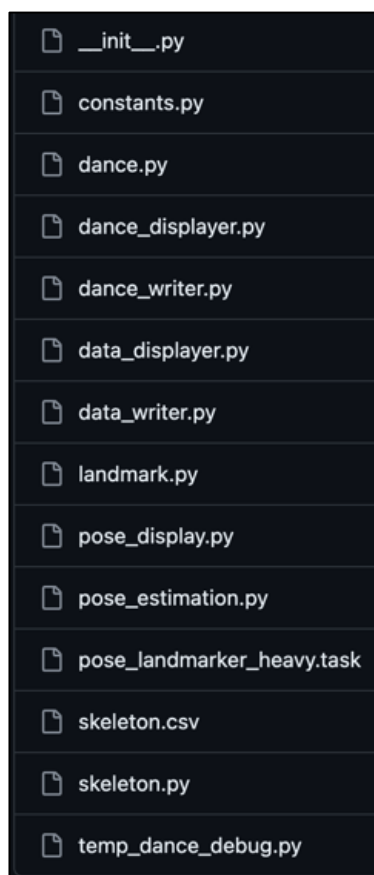 __init__.py
constants.py
dance.py
dance_displayer.py
dance_writer.py
data_displayer.py
data_writer.py
landmark.py
pose_display.py
pose_estimation.py
pose_landmarker_heavy.task
skeleton.csv
skeleton.py
temp_dance_debug.py